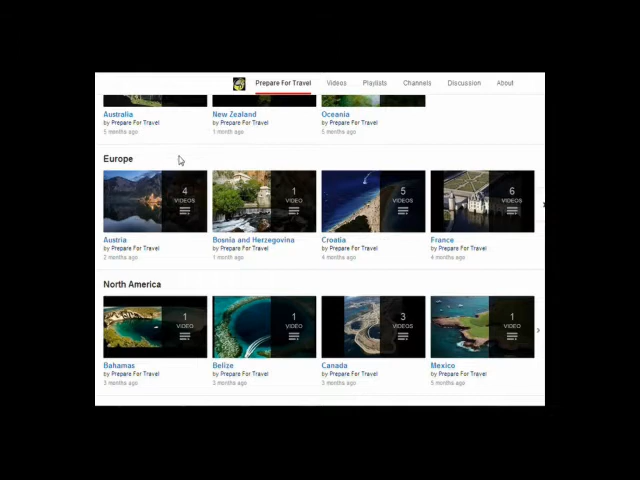 Prepare For Travel Videos Playlists Channels Discussion About
Australia New Zealand Oceania
by Prepare For Travel by Prepare For Travel by Prepare For Travel
5 months ago 1 month ago 5 months ago
Europe
4 VIDEOS 1 VIDEO 5 VIDEOS 6 VIDEOS
Austria Bosnia and Herzegovina Croatia France
by Prepare For Travel by Prepare For Travel by Prepare For Travel by Prepare For Travel
2 months ago 1 month ago 4 months ago 4 months ago
North America
1 VIDEO 1 VIDEO 3 VIDEOS 1 VIDEO
Bahamas Belize Canada Mexico
by Prepare For Travel by Prepare For Travel by Prepare For Travel by Prepare For Travel
3 months ago 3 months ago 3 months ago 5 months ago